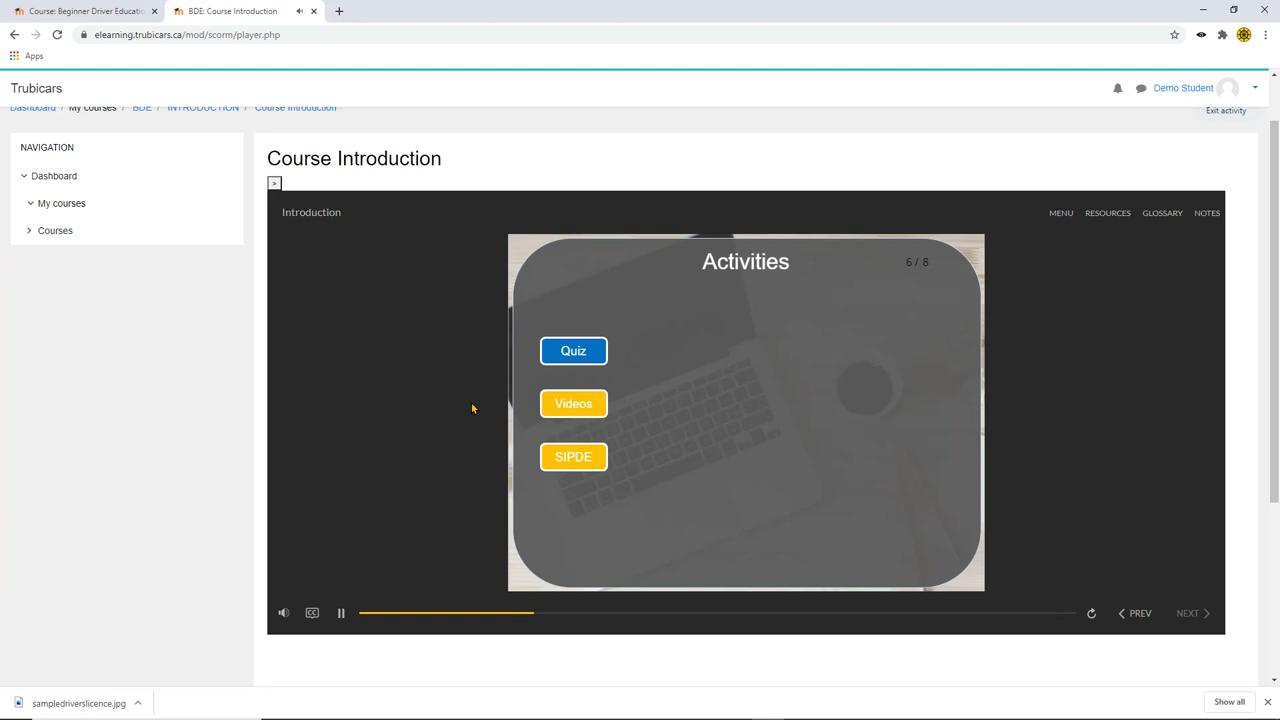 Course: Beginner Driver Educatio
BDE: Course Introduction
elearning.trubicars.ca/mod/scorm/player.php
Apps
Trubicars
Demo Student
Dashboard
My courses
BDE
INTRODUCTION
Course Introduction
Exit activity
NAVIGATION
Dashboard
My courses
Courses
Course Introduction
>
Introduction
MENU
RESOURCES
GLOSSARY
NOTES
Activities
6 / 8
Quiz
Videos
SIPDE
CC
PREV
NEXT
sampledriverslicence.jpg
Show all